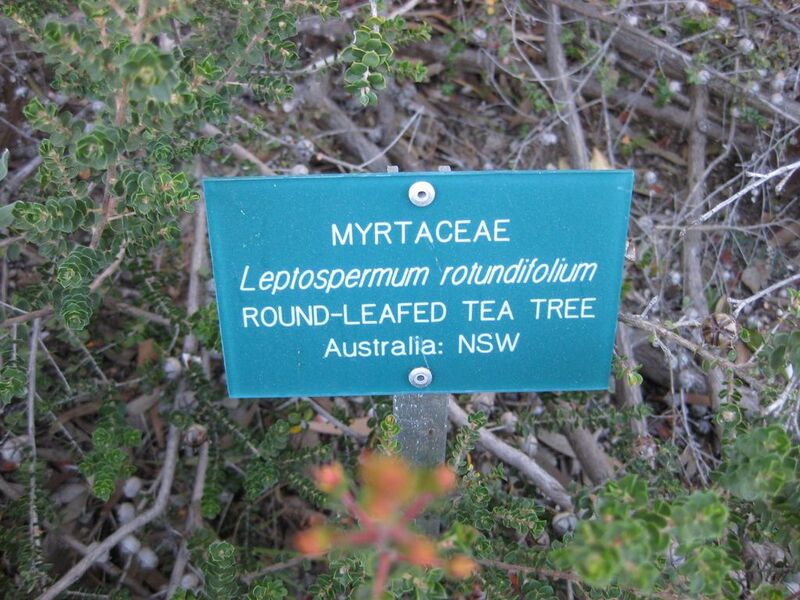 MYRTACEAE
Leptospermum rotundifolium
ROUND-LEAFED TEA TREE
Australia: NSW